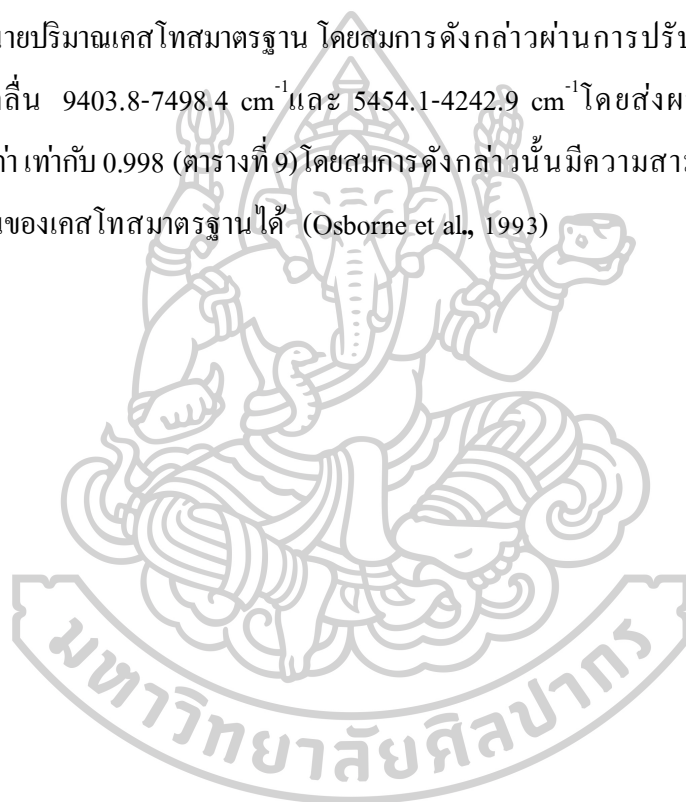 นายปริมาณเคสโทสมาตรฐาน โดยสมการดังกล่าวผ่านการปรับ
ลื่น 9403.8-7498.4 cm⁻¹และ 5454.1-4242.9 cm⁻¹โดยส่งผ
ท่า เท่ากับ 0.998 (ตารางที่ 9)โดยสมการดังกล่าวนั้นมีความสาม
นของเคสโทสมาตรฐานได้ (Osborne et al., 1993)
มหาวิทยาลัยศิลปากร